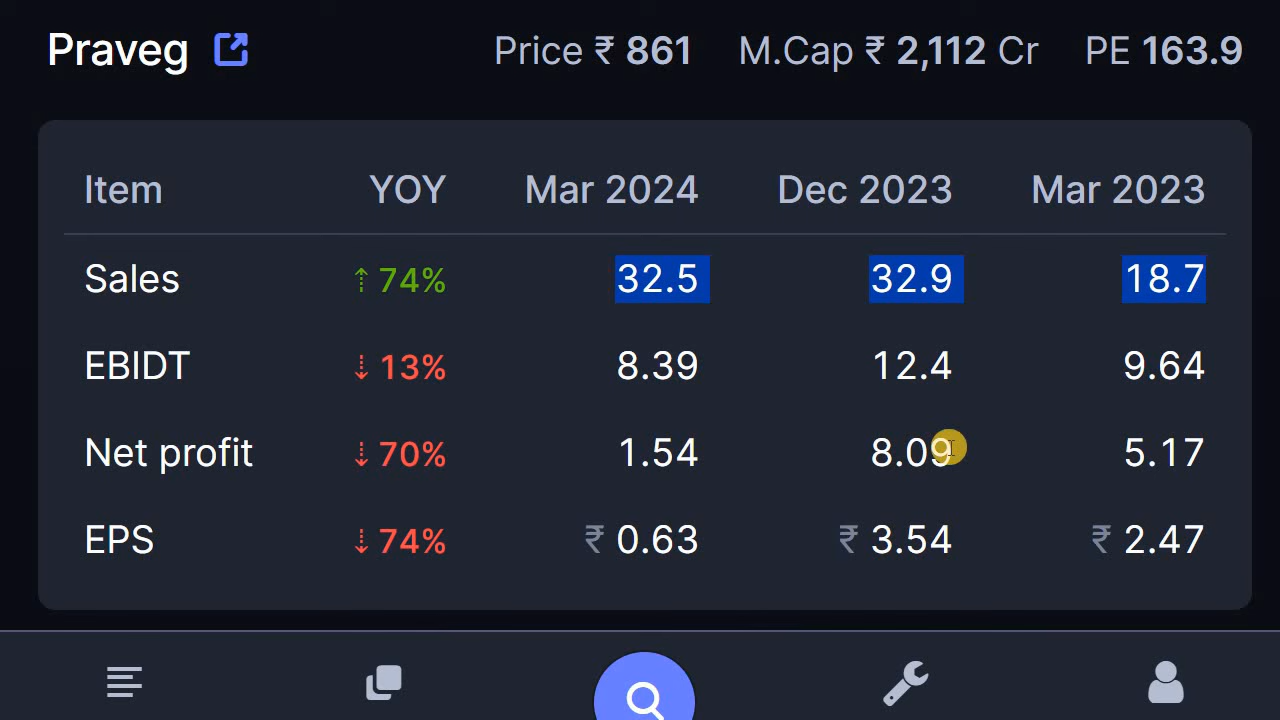 Praveg Price ₹ 861 M.Cap ₹ 2,112 Cr PE 163.9
Item YOY Mar 2024 Dec 2023 Mar 2023
Sales ⇡ 74% 32.5 32.9 18.7
EBIDT ⇣ 13% 8.39 12.4 9.64
Net profit ⇣ 70% 1.54 8.09 5.17
EPS ⇣ 74% ₹ 0.63 ₹ 3.54 ₹ 2.47